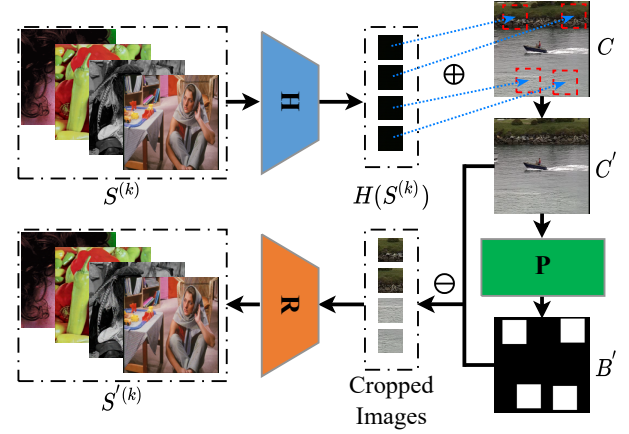 H
⊕
C
S^{(k)}
H(S^{(k)})
C′
P
⊖
R
B′
S′^{(k)}
Cropped
Images